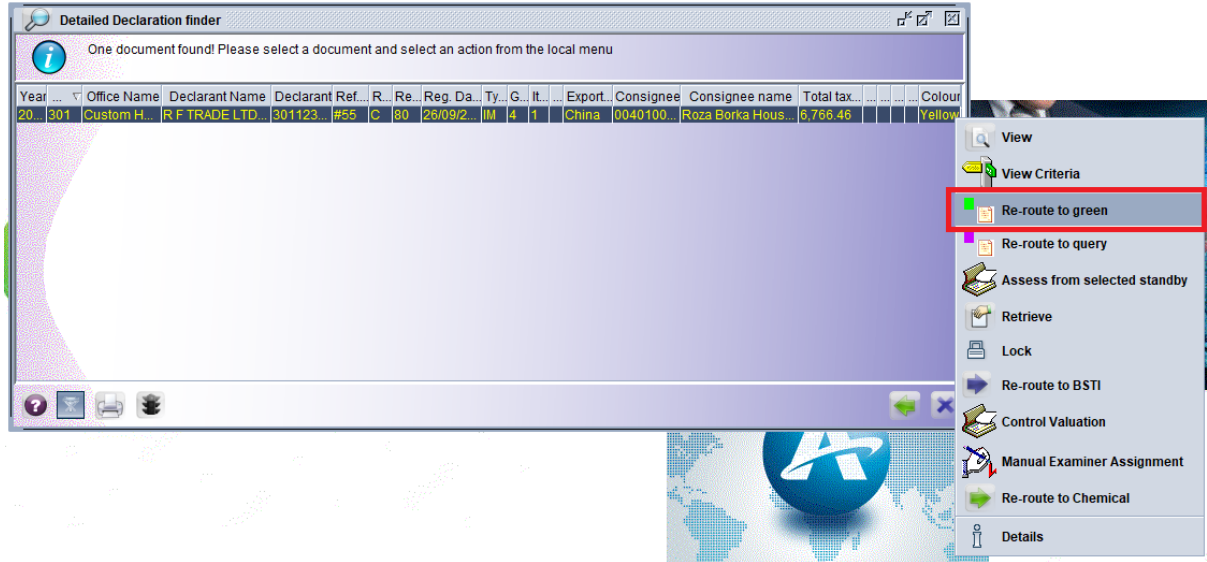 Detailed Declaration finder
One document found! Please select a document and select an action from the local menu
Year ... Office Name Declarant Name Declarant Ref... R... Re... Reg. Da... Ty... G... It... ... Export... Consignee Consignee name Total tax... ... ... ... ... Colour
20... 301 Custom H... R F TRADE LTD... 301123... #55 C 80 26/09/2... IM 4 1 China 0040100... Roza Borka Hous... 6,766.46 Yellow
View
View Criteria
Re-route to green
Re-route to query
Assess from selected standby
Retrieve
Lock
Re-route to BSTI
Control Valuation
Manual Examiner Assignment
Re-route to Chemical
Details